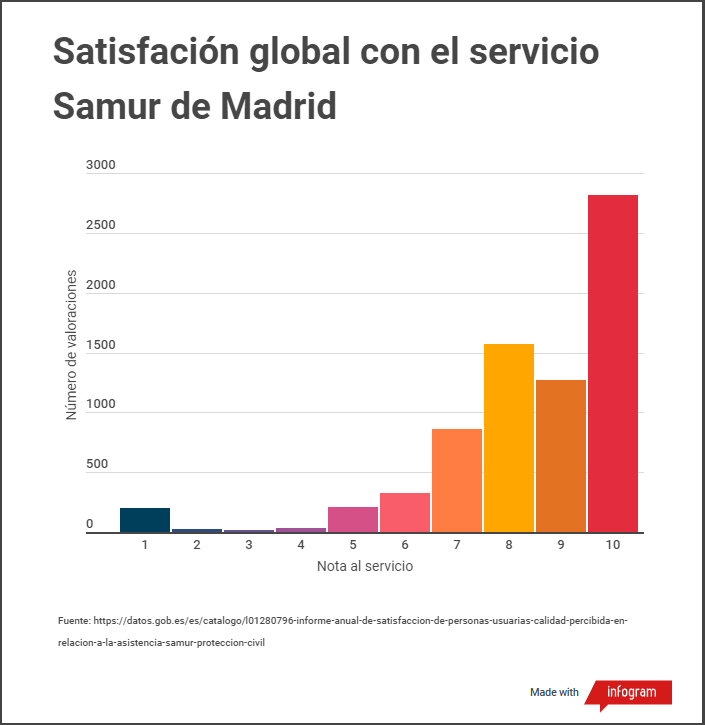 Satisfación global con el servicio
Samur de Madrid
3000
2500
2000
1500
1000
500
0
Número de valoraciones
1 2 3 4 5 6 7 8 9 10
Nota al servicio
Fuente: https://datos.gob.es/es/catalogo/l01280796-informe-anual-de-satisfaccion-de-personas-usuarias-calidad-percibida-en-
relacion-a-la-asistencia-samur-proteccion-civil
Made with infogram